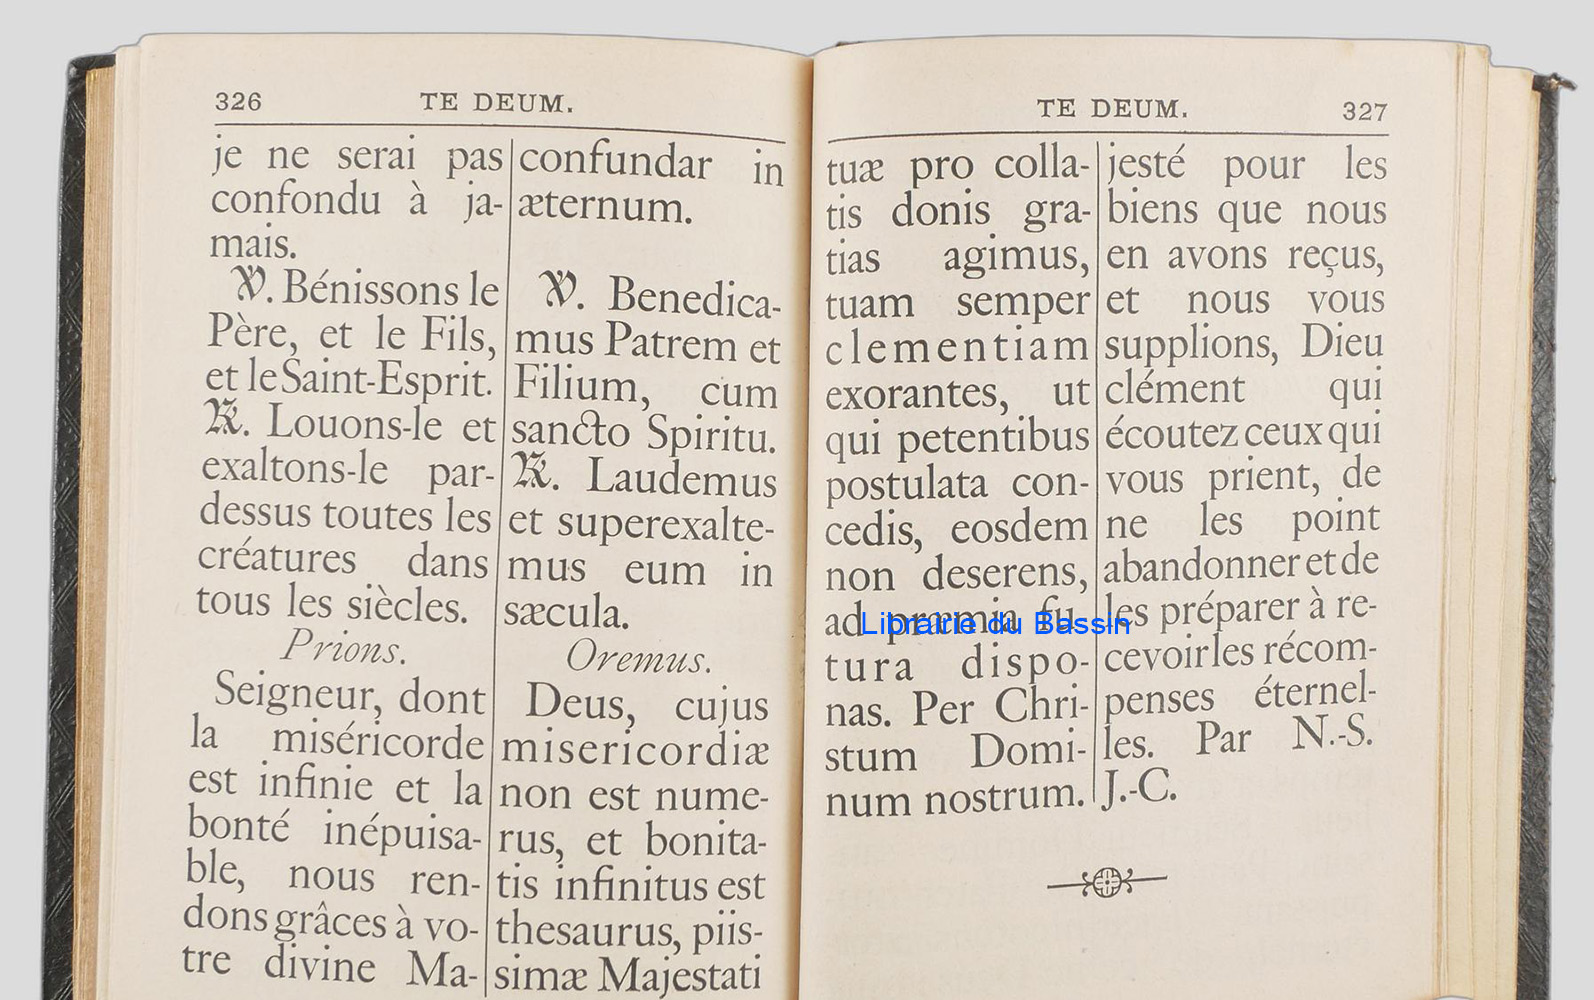 326 TE DEUM.
je ne serai pas
confondu à ja-
mais.
℣. Bénissons le
Père, et le Fils,
et le Saint-Esprit.
℟. Louons-le et
exaltons-le par-
dessus toutes les
créatures dans
tous les siècles.
Prions.
Seigneur, dont
la miséricorde
est infinie et la
bonté inépuisa-
ble, nous ren-
dons grâces à vo-
tre divine Ma-
confundar in
æternum.
℣. Benedica-
mus Patrem et
Filium, cum
sancto Spiritu.
℟. Laudemus
et superexalte-
mus eum in
sæcula.
Oremus.
Deus, cujus
misericordiæ
non est nume-
rus, et bonita-
tis infinitus est
thesaurus, piis-
simæ Majestati
TE DEUM. 327
tuæ pro colla-
tis donis gra-
tias agimus,
tuam semper
clementiam
exorantes, ut
qui petentibus
postulata con-
cedis, eosdem
non deserens,
ad præmia fu-
tura dispo-
nas. Per Chri-
stum Domi-
num nostrum.
jesté pour les
biens que nous
en avons reçus,
et nous vous
supplions, Dieu
clément qui
écoutez ceux qui
vous prient, de
ne les point
abandonner et de
les préparer à re-
cevoir les récom-
penses éternel-
les. Par N.-S.
J.-C.
Librairie du Bassin